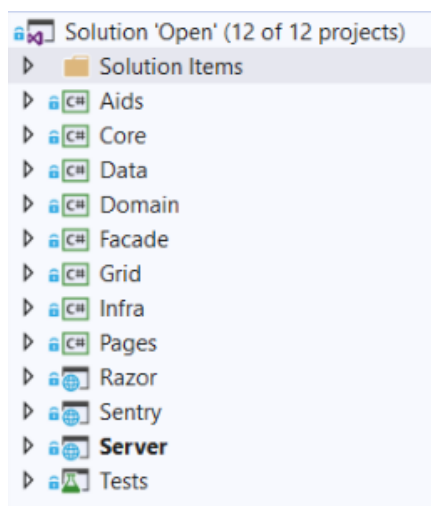 Solution 'Open' (12 of 12 projects)
Solution Items
C# Aids
C# Core
C# Data
C# Domain
C# Facade
C# Grid
C# Infra
C# Pages
Razor
Sentry
Server
Tests